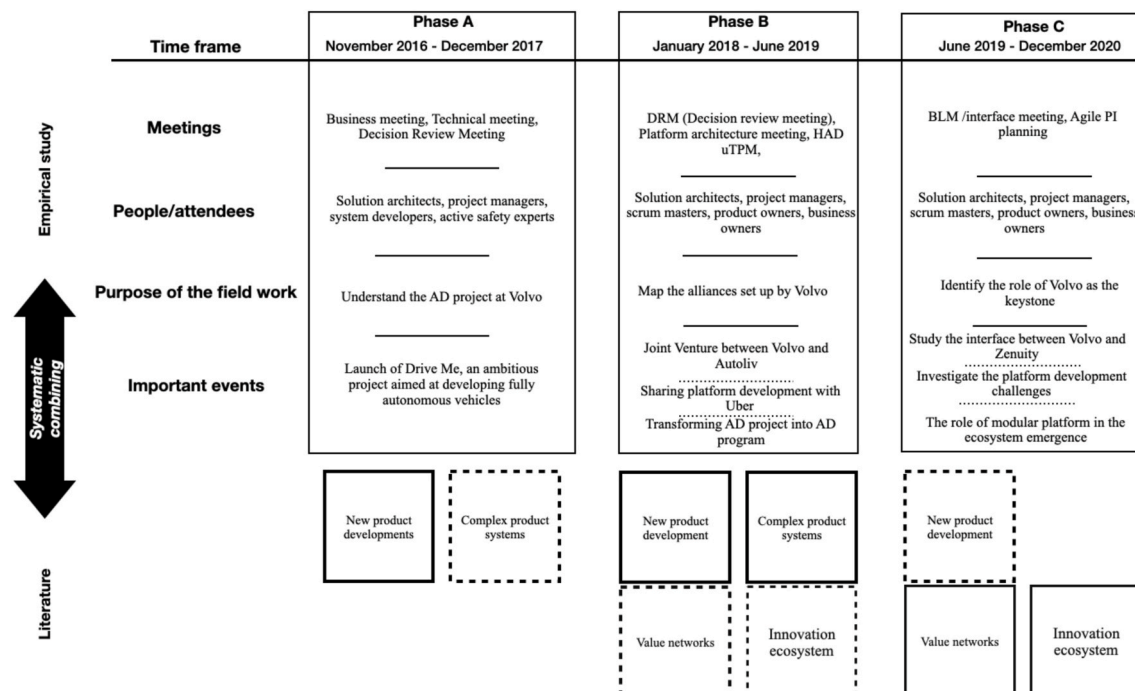 Phase A
Phase B
Phase C
Time frame
November 2016 - December 2017
January 2018 - June 2019
June 2019 - December 2020
Empirical study
Meetings
Business meeting, Technical meeting,
Decision Review Meeting
DRM (Decision review meeting),
Platform architecture meeting, HAD
uTPM,
BLM /interface meeting, Agile PI
planning
People/attendees
Solution architects, project managers,
system developers, active safety experts
Solution architects, project managers,
scrum masters, product owners, business
owners
Solution architects, project managers,
scrum masters, product owners, business
owners
Purpose of the field work
Understand the AD project at Volvo
Map the alliances set up by Volvo
Identify the role of Volvo as the
keystone
Systematic
combining
Important events
Launch of Drive Me, an ambitious
project aimed at developing fully
autonomous vehicles
Joint Venture between Volvo and
Autoliv
Sharing platform development with
Uber
Transforming AD project into AD
program
Study the interface between Volvo and
Zenuity
Investigate the platform development
challenges
The role of modular platform in the
ecosystem emergence
Literature
New product
developments
Complex product
systems
New product
development
Complex product
systems
New product
development
Value networks
Innovation
ecosystem
Value networks
Innovation
ecosystem